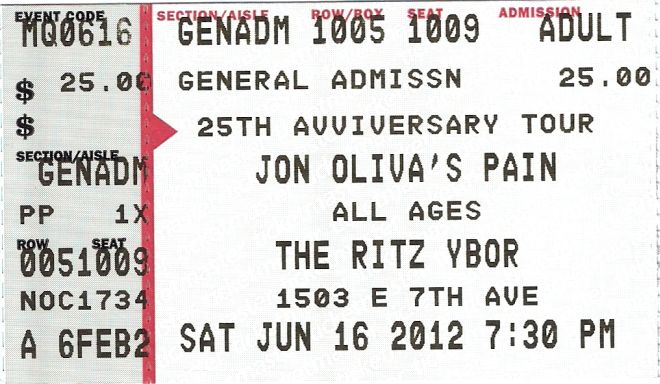 EVENT CODE SECTION/AISLE ROW/BOX SEAT ADMISSION
MQ0616 GENADM 1005 1009 ADULT
$ 25.00 GENERAL ADMISSN 25.00
$ 25TH AVVIVERSARY TOUR
SECTION/AISLE
GENADM JON OLIVA'S PAIN
PP 1X ALL AGES
ROW SEAT
0051009 THE RITZ YBOR
NOC1734 1503 E 7TH AVE
A 6FEB2 SAT JUN 16 2012 7:30 PM